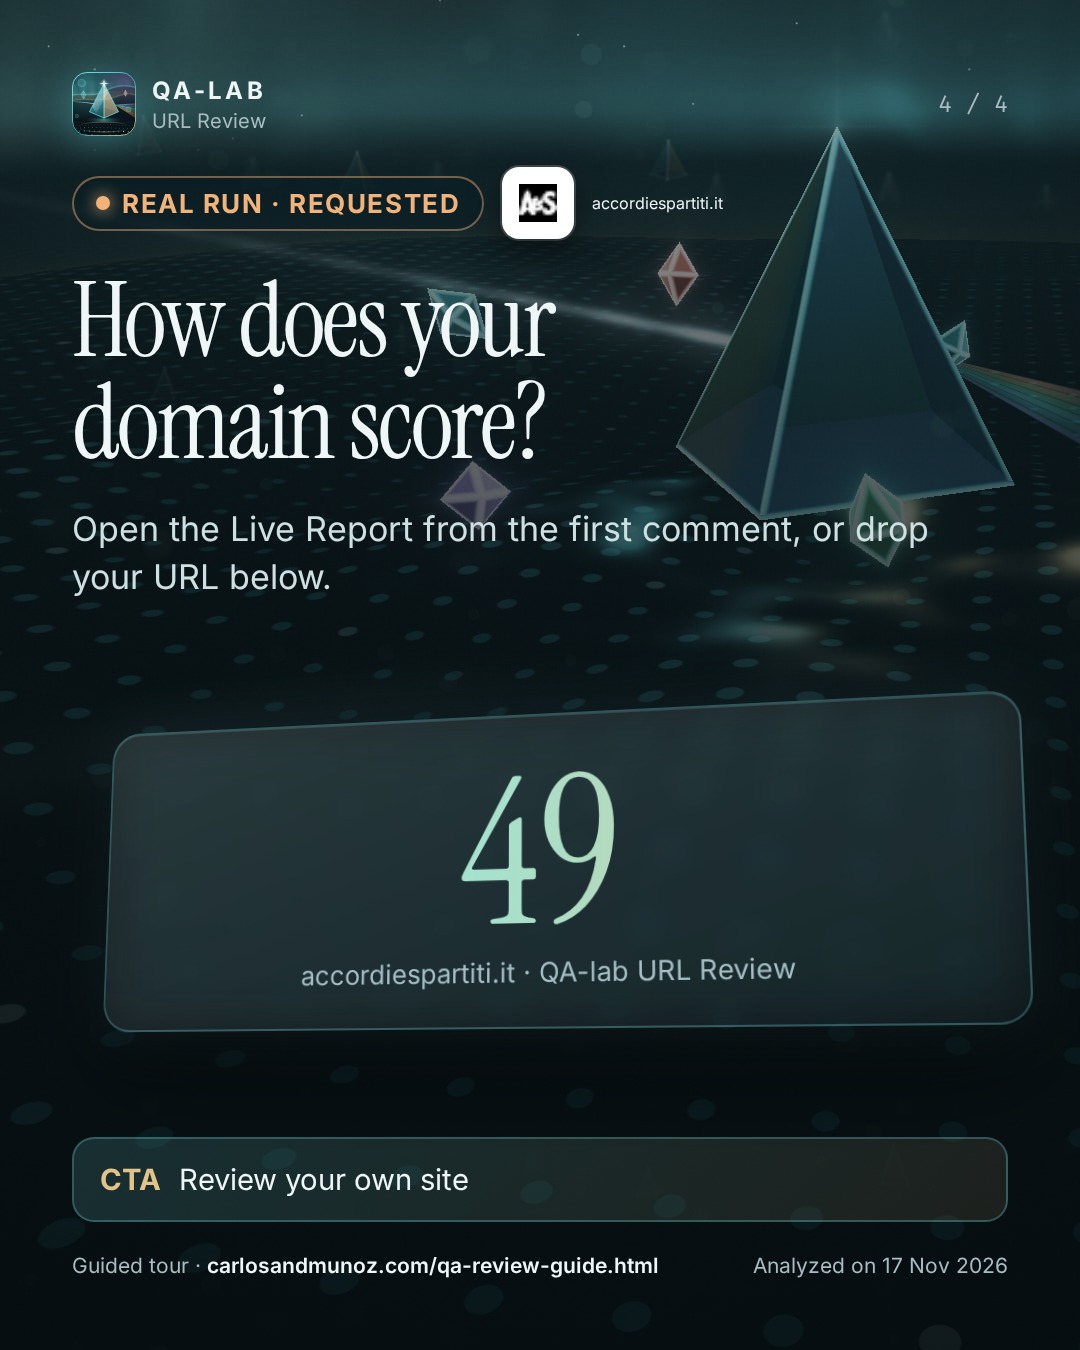 QA-LAB
URL Review
4 / 4
REAL RUN · REQUESTED
A&S
accordiespartiti.it
How does your
domain score?
Open the Live Report from the first comment, or drop
your URL below.
49
accordiespartiti.it · QA-lab URL Review
CTA Review your own site
Guided tour · carlosandmunoz.com/qa-review-guide.html
Analyzed on 17 Nov 2026